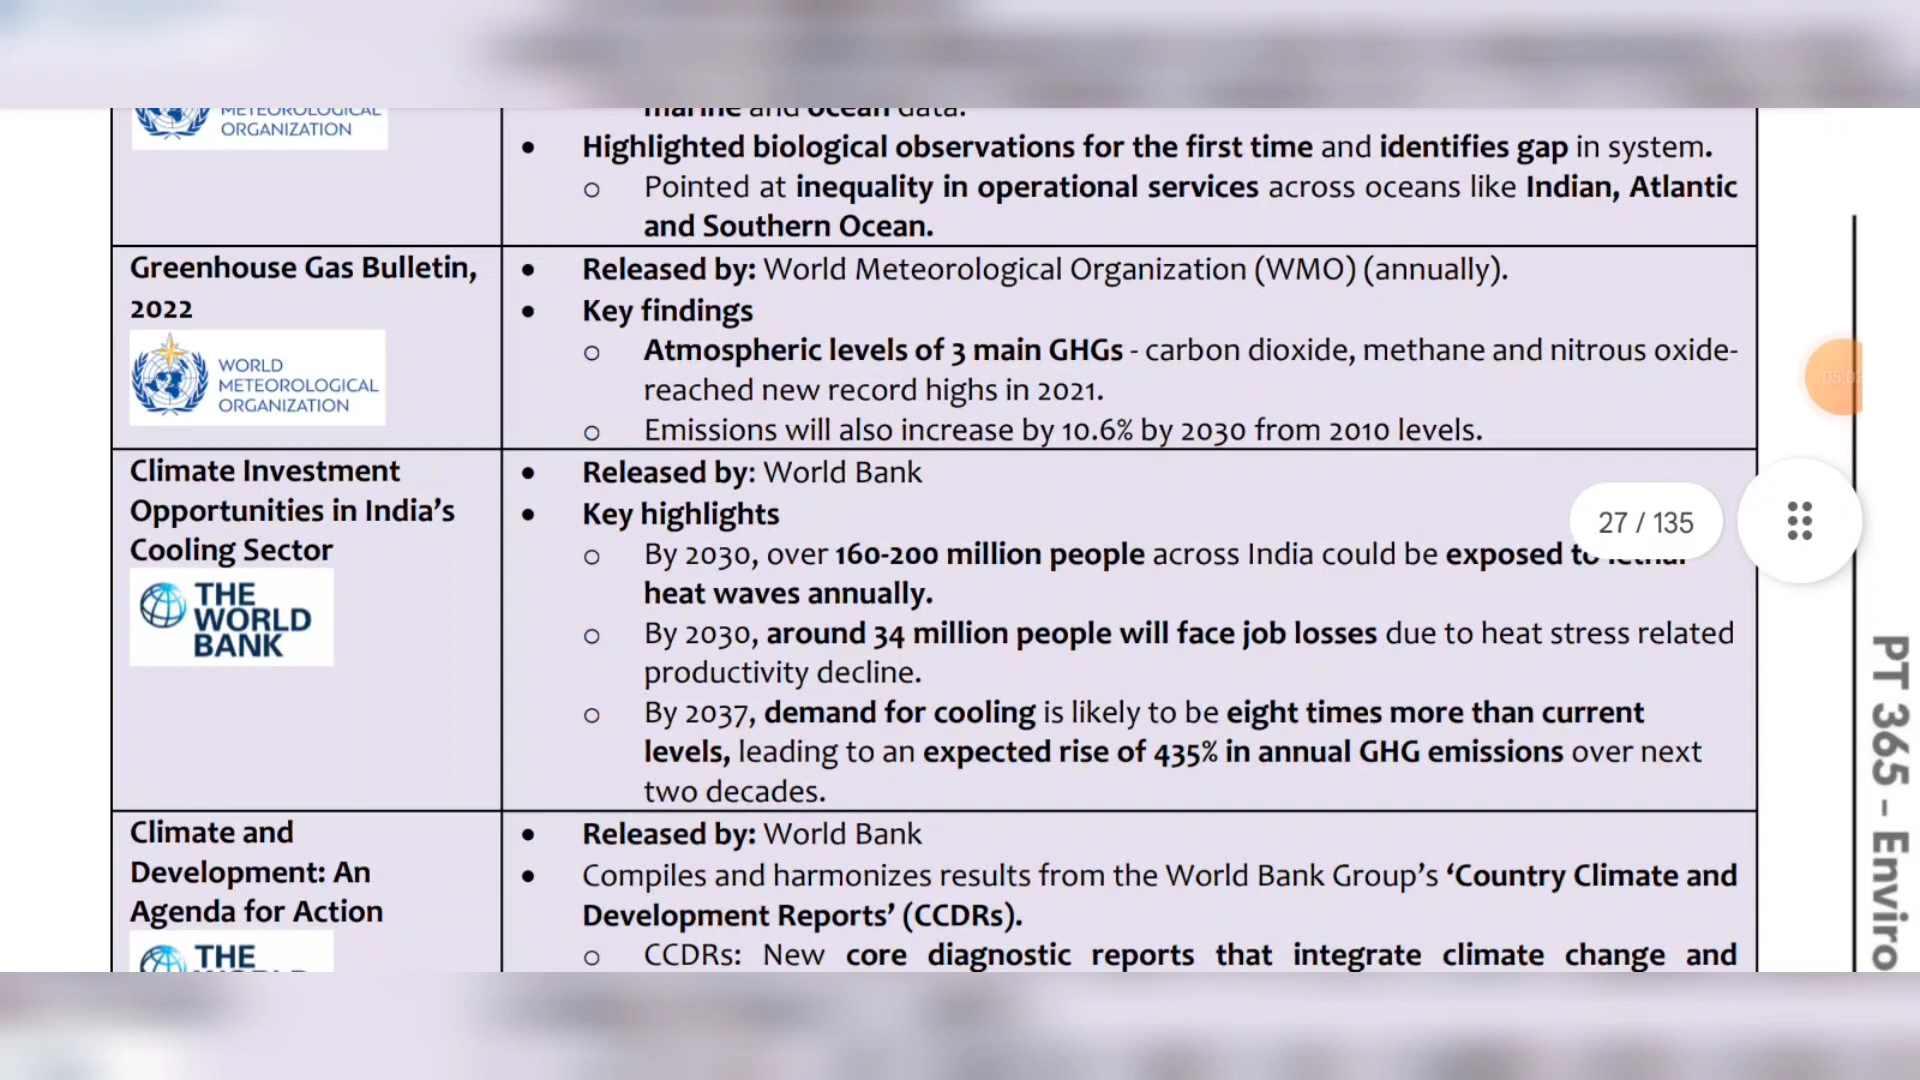 METEOROLOGICAL
ORGANIZATION
marine and ocean data.
• Highlighted biological observations for the first time and identifies gap in system.
o Pointed at inequality in operational services across oceans like Indian, Atlantic
and Southern Ocean.
Greenhouse Gas Bulletin,
2022
WORLD
METEOROLOGICAL
ORGANIZATION
• Released by: World Meteorological Organization (WMO) (annually).
• Key findings
o Atmospheric levels of 3 main GHGs - carbon dioxide, methane and nitrous oxide-
reached new record highs in 2021.
o Emissions will also increase by 10.6% by 2030 from 2010 levels.
Climate Investment
Opportunities in India’s
Cooling Sector
THE
WORLD
BANK
• Released by: World Bank
• Key highlights
o By 2030, over 160-200 million people across India could be exposed to lethal
heat waves annually.
o By 2030, around 34 million people will face job losses due to heat stress related
productivity decline.
o By 2037, demand for cooling is likely to be eight times more than current
levels, leading to an expected rise of 435% in annual GHG emissions over next
two decades.
Climate and
Development: An
Agenda for Action
THE
WORLD
• Released by: World Bank
• Compiles and harmonizes results from the World Bank Group’s ‘Country Climate and
Development Reports’ (CCDRs).
o CCDRs: New core diagnostic reports that integrate climate change and
27 / 135
PT 365 - Enviro